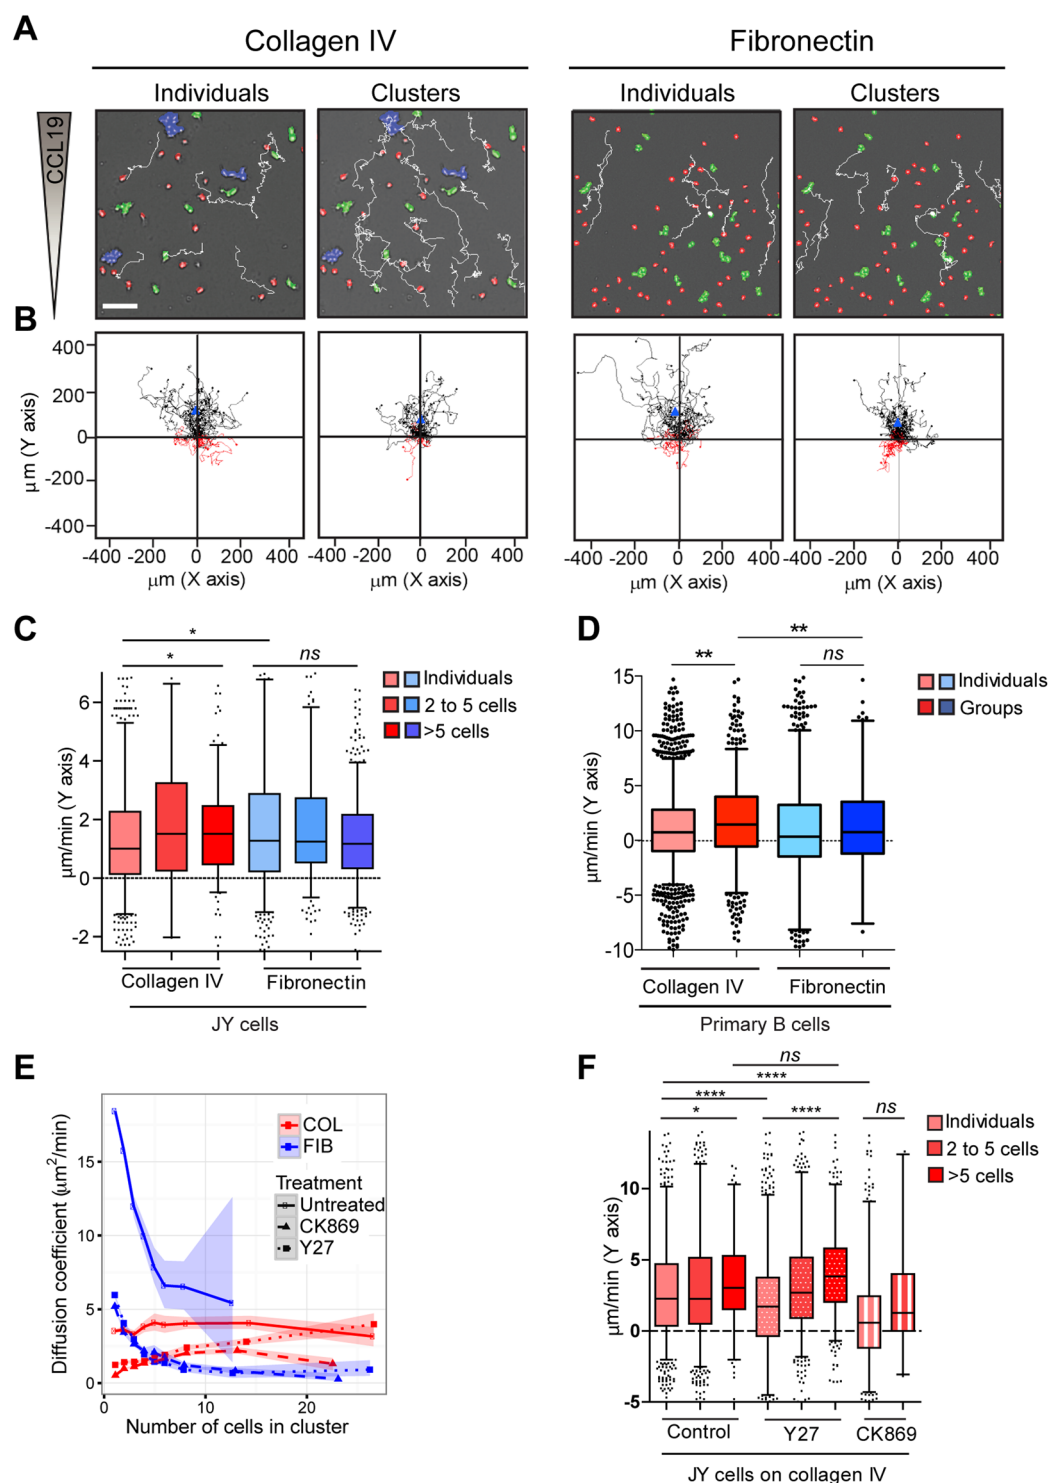 A
Collagen IV
Fibronectin
Individuals
Clusters
Individuals
Clusters
CCL19
B
400
200
0
-200
-400
μm (Y axis)
-400 -200 0 200 400
-400 -200 0 200 400
-400 -200 0 200 400
-400 -200 0 200 400
μm (X axis)
μm (X axis)
μm (X axis)
μm (X axis)
C
*
*
ns
6
4
2
0
-2
μm/min (Y axis)
Individuals
2 to 5 cells
>5 cells
Collagen IV
Fibronectin
JY cells
D
**
**
ns
15
10
5
0
-5
-10
μm/min (Y axis)
Individuals
Groups
Collagen IV
Fibronectin
Primary B cells
E
COL
FIB
Treatment
Untreated
CK869
Y27
15
10
5
0
Diffusion coefficient (μm²/min)
0 10 20
Number of cells in cluster
F
ns
****
****
ns
*
****
Individuals
2 to 5 cells
>5 cells
10
5
0
-5
μm/min (Y axis)
Control
Y27
CK869
JY cells on collagen IV